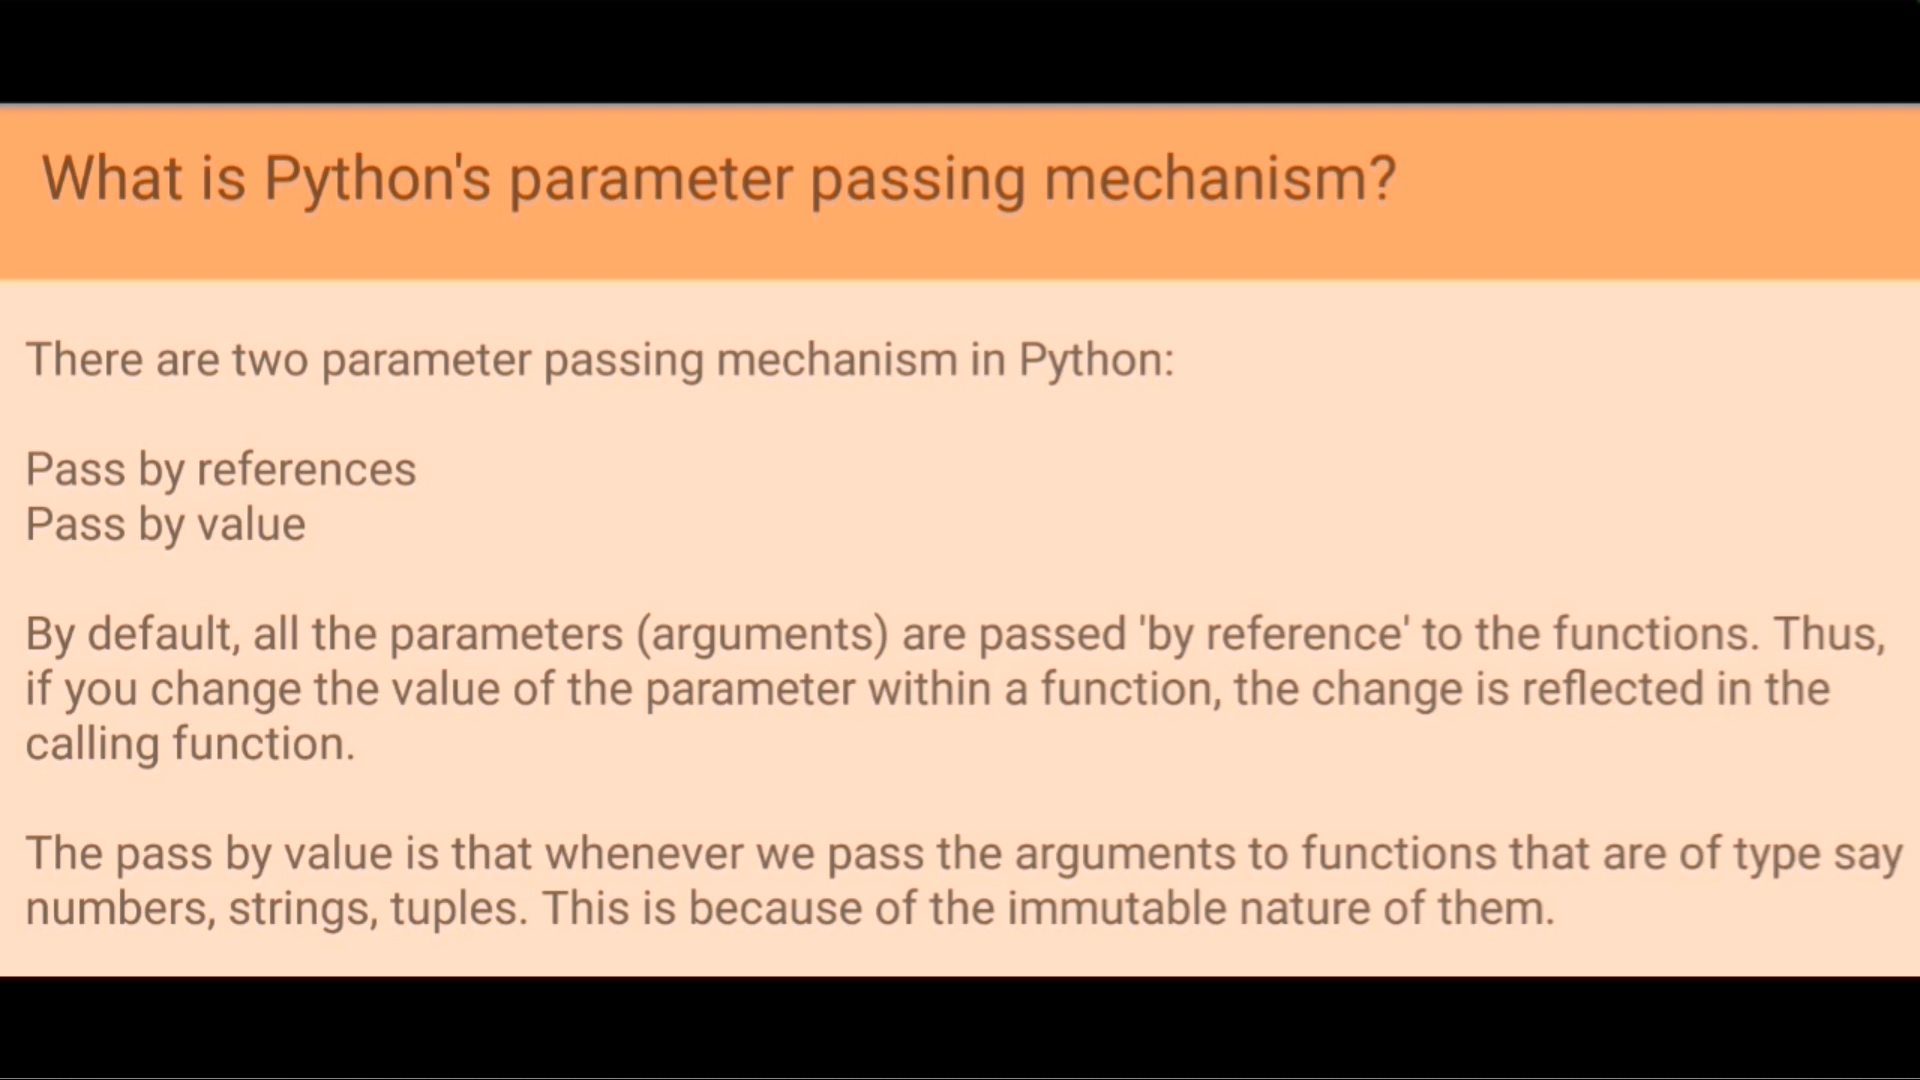 What is Python's parameter passing mechanism?
There are two parameter passing mechanism in Python:
Pass by references
Pass by value
By default, all the parameters (arguments) are passed 'by reference' to the functions. Thus,
if you change the value of the parameter within a function, the change is reflected in the
calling function.
The pass by value is that whenever we pass the arguments to functions that are of type say
numbers, strings, tuples. This is because of the immutable nature of them.